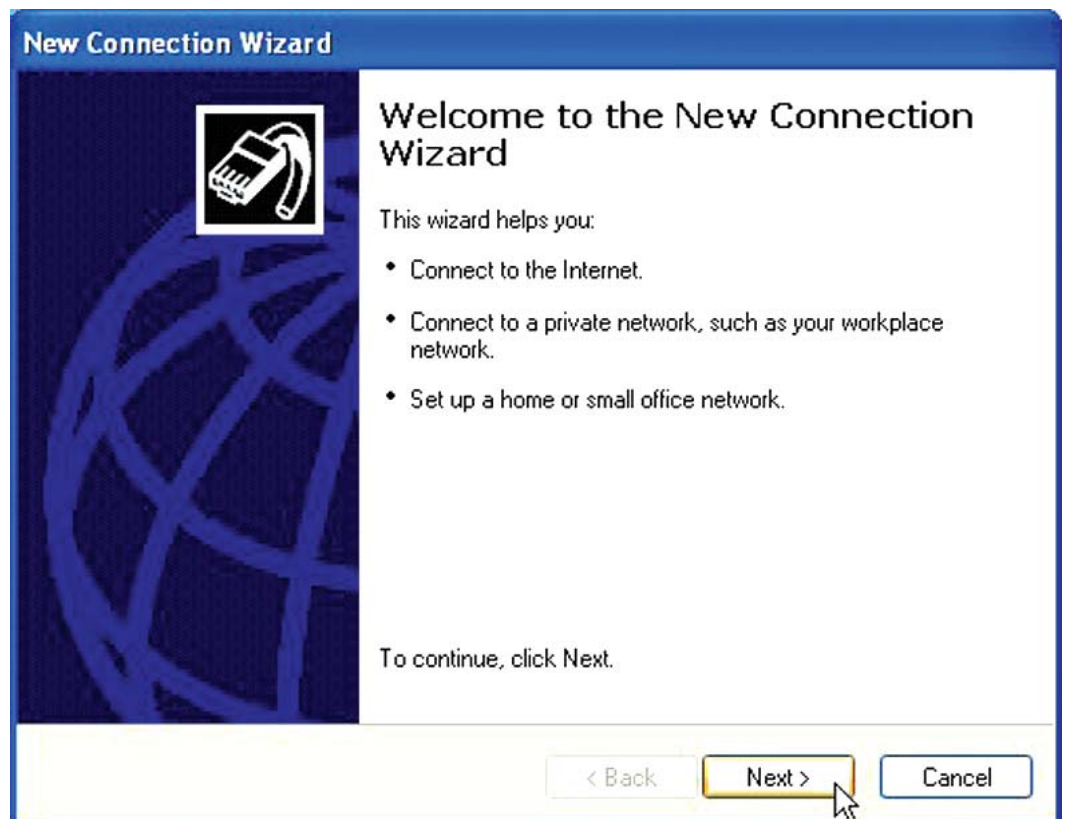 New Connection Wizard
Welcome to the New Connection
Wizard
This wizard helps you:
• Connect to the Internet.
• Connect to a private network, such as your workplace
network.
• Set up a home or small office network.
To continue, click Next.
< Back Next > Cancel